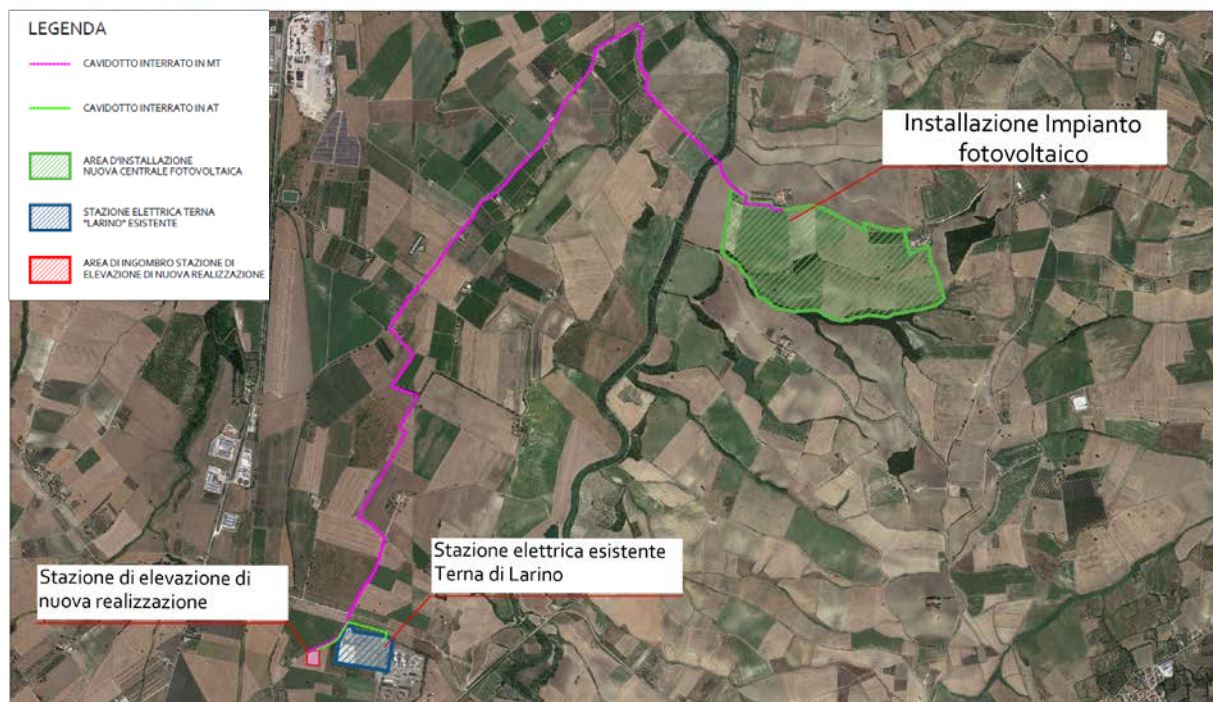 LEGENDA
CAVIDOTTO INTERRATO IN MT
CAVIDOTTO INTERRATO IN AT
AREA D'INSTALLAZIONE
NUOVA CENTRALE FOTOVOLTAICA
STAZIONE ELETTRICA TERNA
"LARINO" ESISTENTE
AREA DI INGOMBRO STAZIONE DI
ELEVAZIONE DI NUOVA REALIZZAZIONE
Installazione Impianto
fotovoltaico
Stazione elettrica esistente
Terna di Larino
Stazione di elevazione di
nuova realizzazione